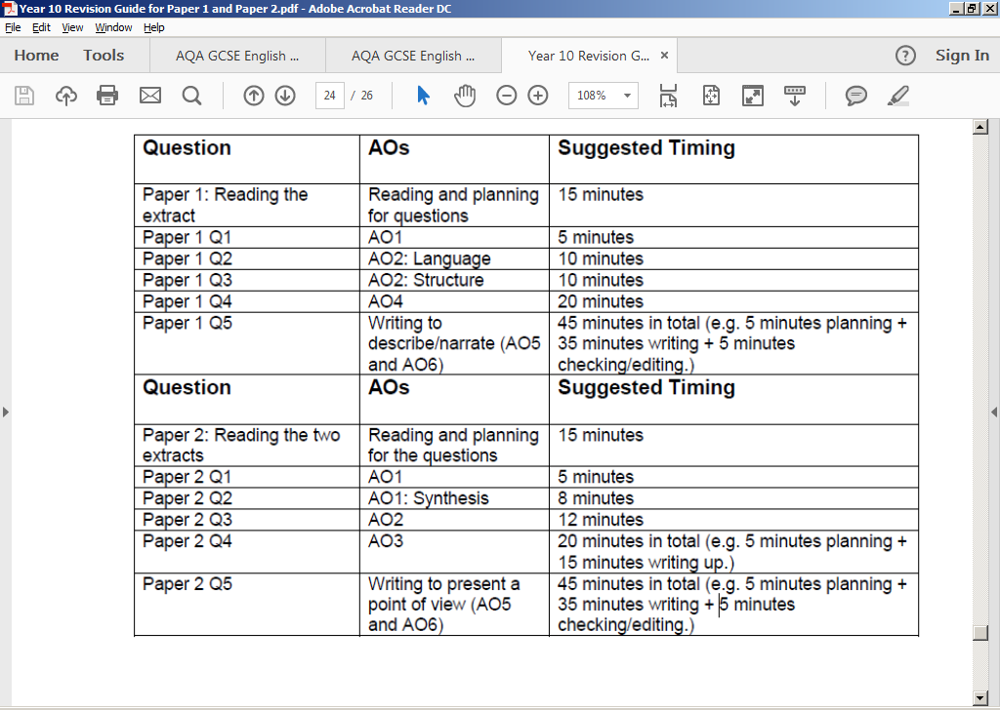 Year 10 Revision Guide for Paper 1 and Paper 2.pdf - Adobe Acrobat Reader DC
File Edit View Window Help
Home Tools AQA GCSE English ... AQA GCSE English ... Year 10 Revision G... × ? Sign In
24 / 26 108%
Question AOs Suggested Timing
Paper 1: Reading the Reading and planning 15 minutes
extract for questions
Paper 1 Q1 AO1 5 minutes
Paper 1 Q2 AO2: Language 10 minutes
Paper 1 Q3 AO2: Structure 10 minutes
Paper 1 Q4 AO4 20 minutes
Paper 1 Q5 Writing to 45 minutes in total (e.g. 5 minutes planning +
describe/narrate (AO5 35 minutes writing + 5 minutes
and AO6) checking/editing.)
Question AOs Suggested Timing
Paper 2: Reading the two Reading and planning 15 minutes
extracts for the questions
Paper 2 Q1 AO1 5 minutes
Paper 2 Q2 AO1: Synthesis 8 minutes
Paper 2 Q3 AO2 12 minutes
Paper 2 Q4 AO3 20 minutes in total (e.g. 5 minutes planning +
15 minutes writing up.)
Paper 2 Q5 Writing to present a 45 minutes in total (e.g. 5 minutes planning +
point of view (AO5 35 minutes writing + 5 minutes
and AO6) checking/editing.)